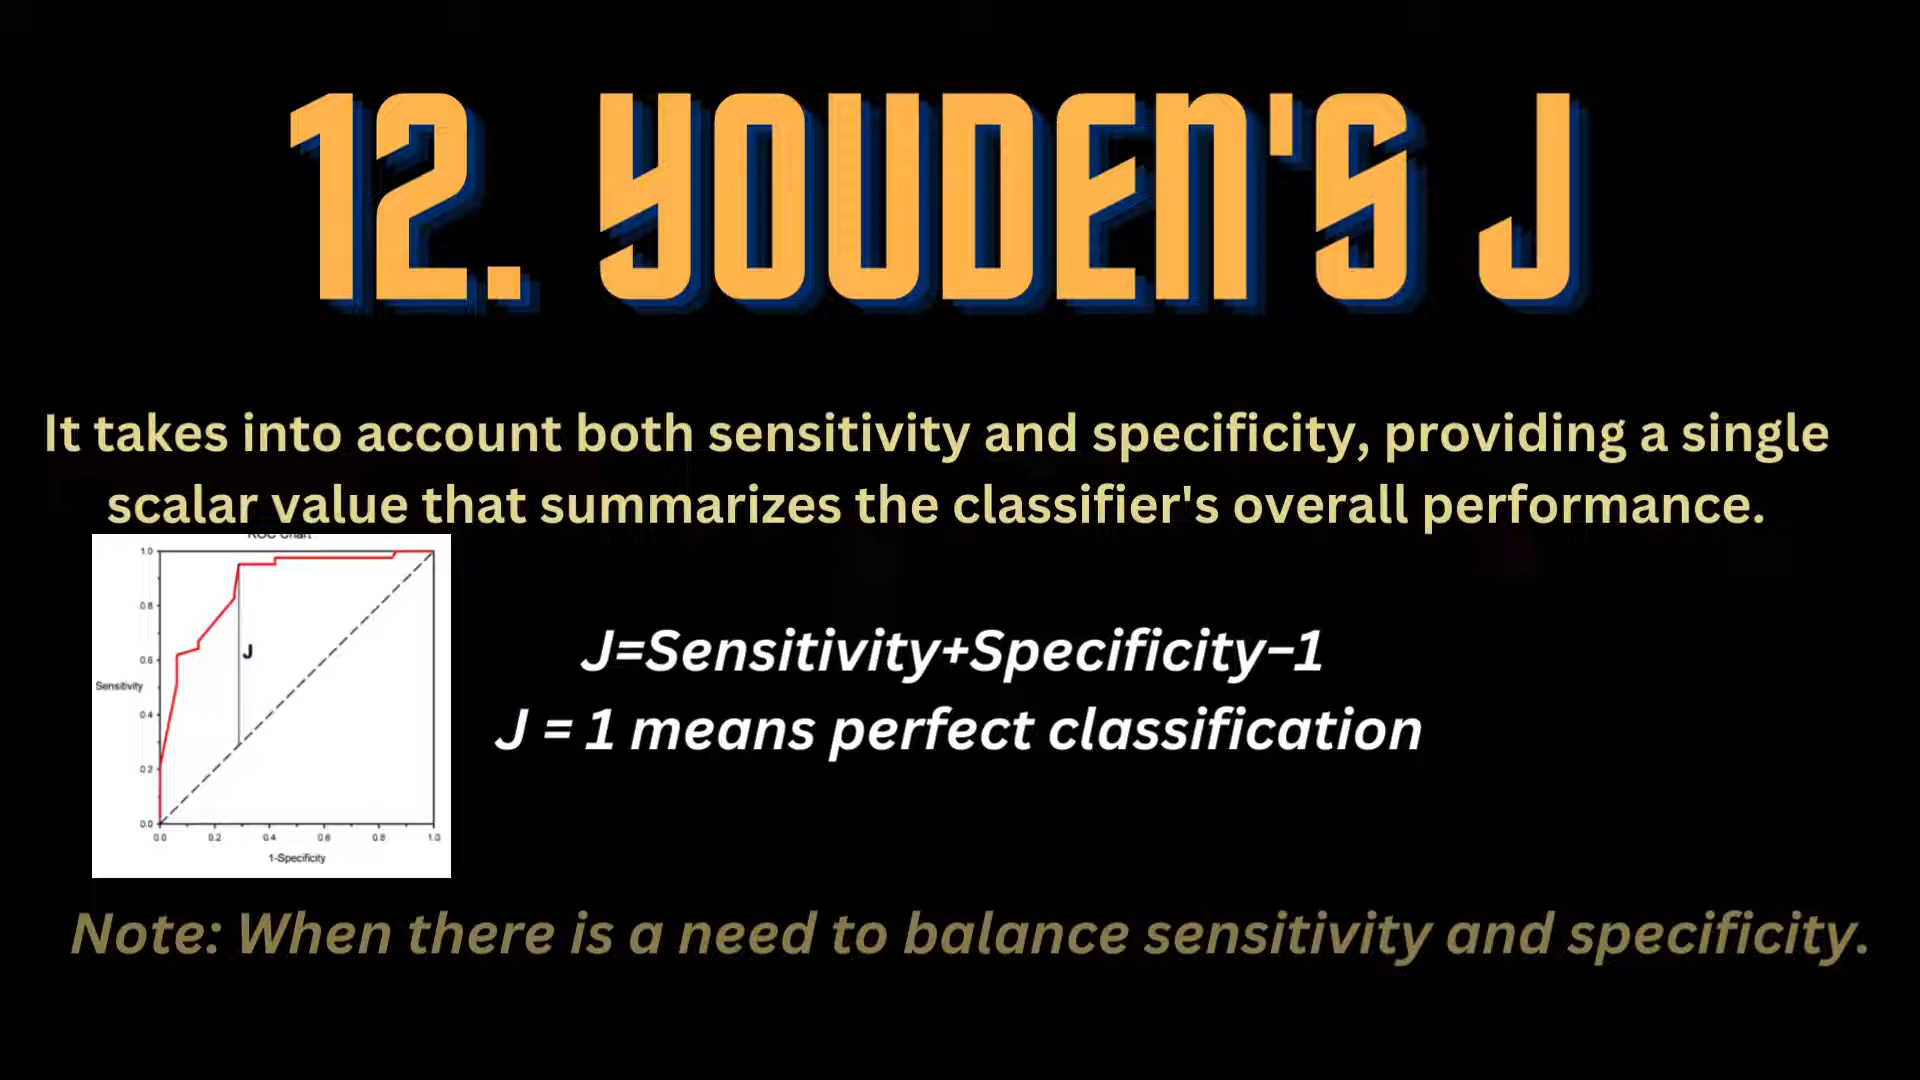 12. YOUDEN'S J
It takes into account both sensitivity and specificity, providing a single
scalar value that summarizes the classifier's overall performance.
ROC Chart
1.0
0.8
0.6
0.4
0.2
0.0
Sensitivity
J
0.0 0.2 0.4 0.6 0.8 1.0
1-Specificity
J=Sensitivity+Specificity−1
J = 1 means perfect classification
Note: When there is a need to balance sensitivity and specificity.